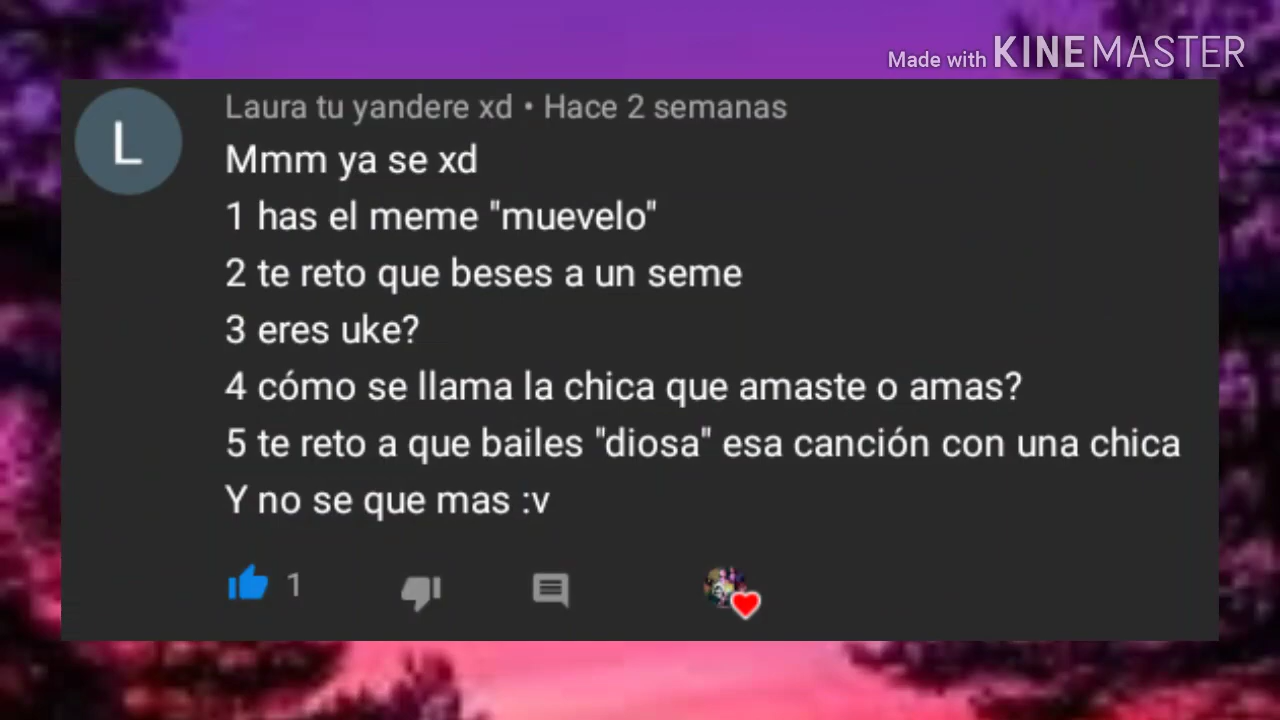 Made with KINEMASTER
L
Laura tu yandere xd • Hace 2 semanas
Mmm ya se xd
1 has el meme "muevelo"
2 te reto que beses a un seme
3 eres uke?
4 cómo se llama la chica que amaste o amas?
5 te reto a que bailes "diosa" esa canción con una chica
Y no se que mas :v
1